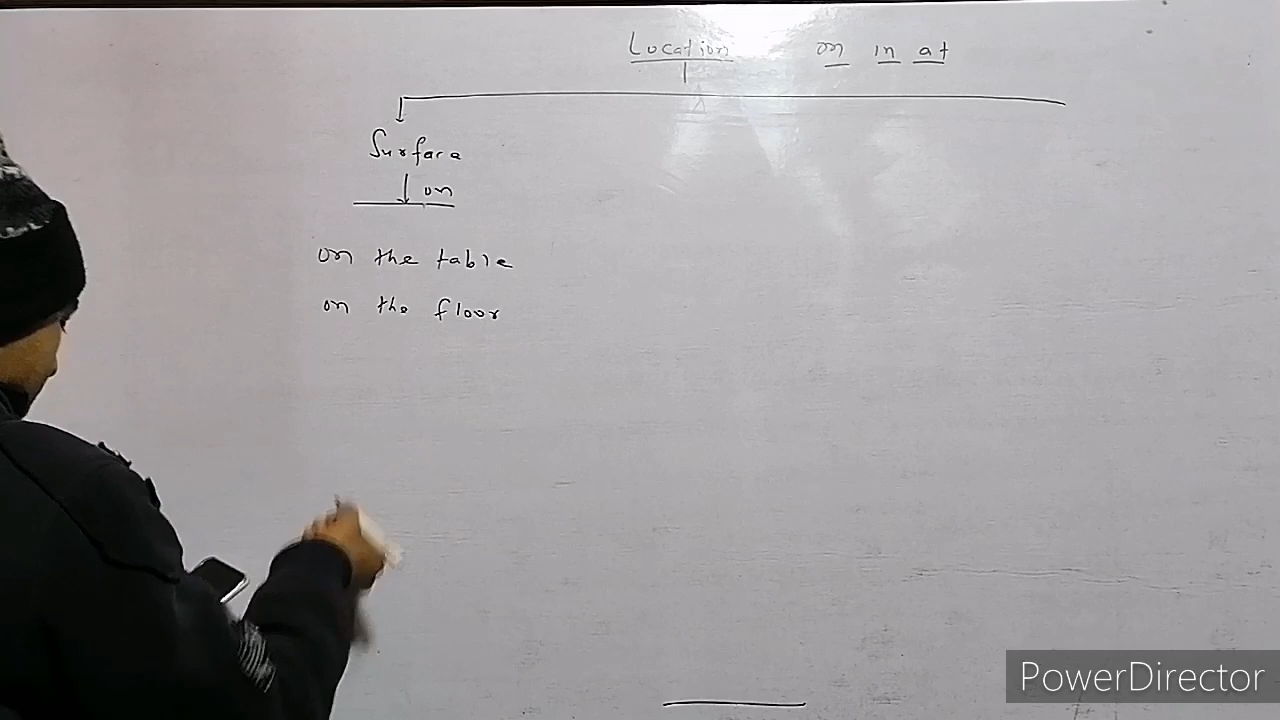 Location on in at
Surface
on
on the table
on the floor
PowerDirector